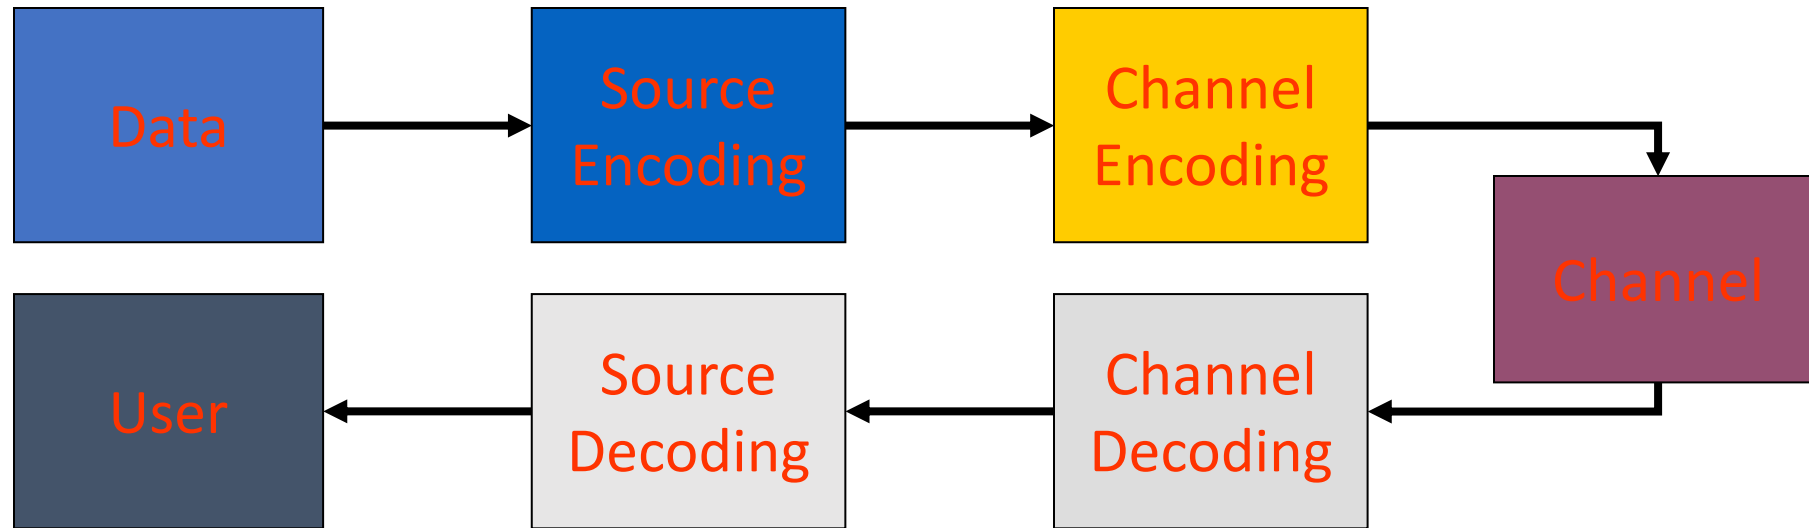 Data
Source
Encoding
Channel
Encoding
Channel
User
Source
Decoding
Channel
Decoding